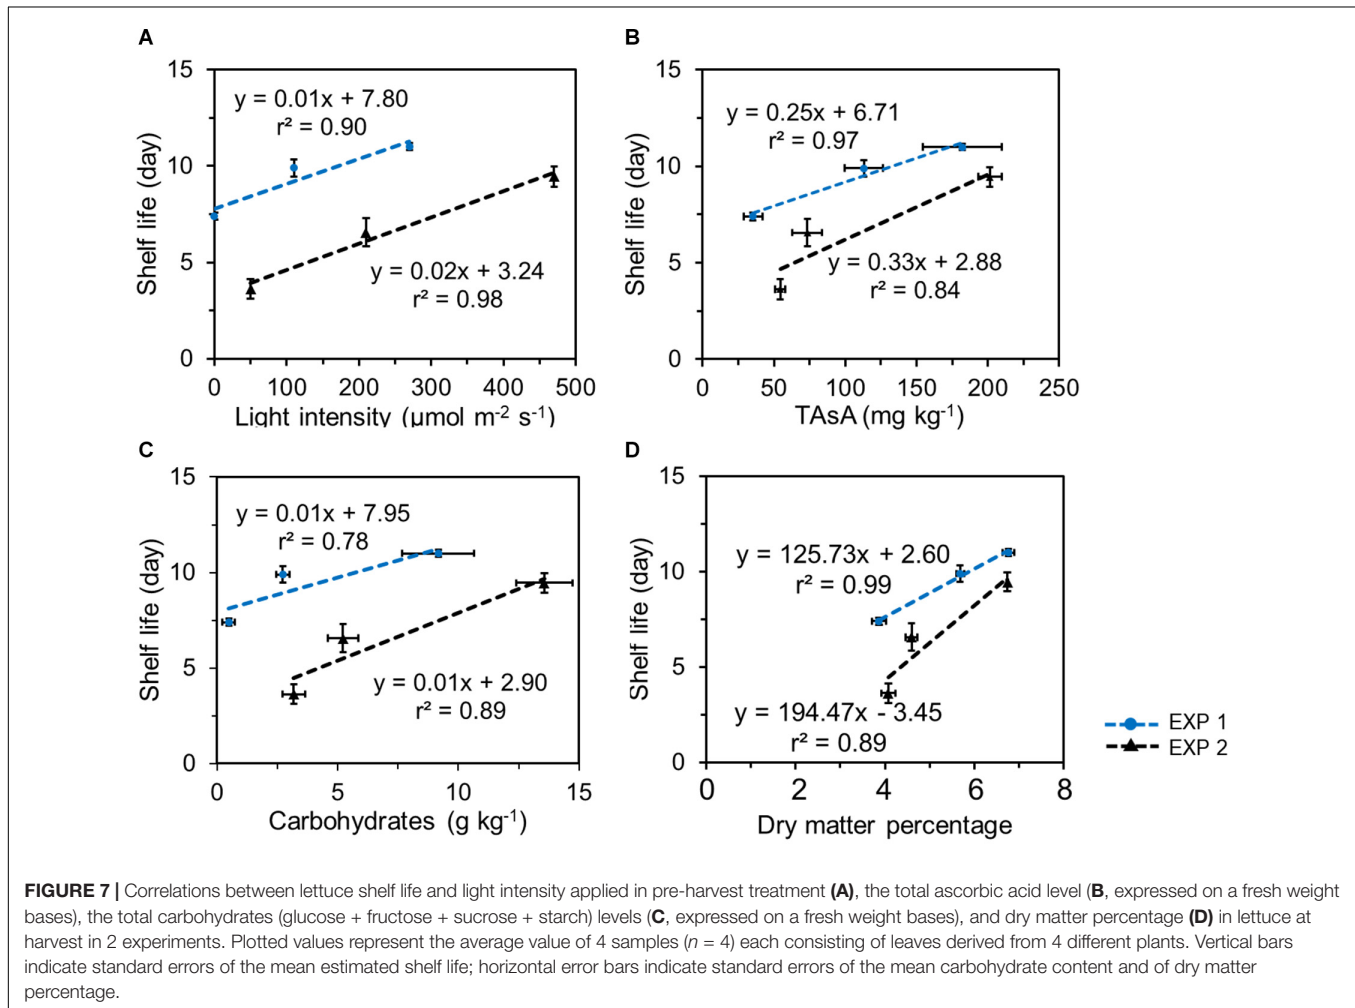 A
15
10
5
0
Shelf life (day)
y = 0.01x + 7.80
r² = 0.90
y = 0.02x + 3.24
r² = 0.98
0 100 200 300 400 500
Light intensity (µmol m⁻² s⁻¹)
B
15
10
5
0
Shelf life (day)
y = 0.25x + 6.71
r² = 0.97
y = 0.33x + 2.88
r² = 0.84
0 50 100 150 200 250
TAsA (mg kg⁻¹)
C
15
10
5
0
Shelf life (day)
y = 0.01x + 7.95
r² = 0.78
y = 0.01x + 2.90
r² = 0.89
0 5 10 15
Carbohydrates (g kg⁻¹)
D
15
10
5
0
Shelf life (day)
y = 125.73x + 2.60
r² = 0.99
y = 194.47x - 3.45
r² = 0.89
0 2 4 6 8
Dry matter percentage
EXP 1
EXP 2
FIGURE 7 | Correlations between lettuce shelf life and light intensity applied in pre-harvest treatment (A), the total ascorbic acid level (B, expressed on a fresh weight
bases), the total carbohydrates (glucose + fructose + sucrose + starch) levels (C, expressed on a fresh weight bases), and dry matter percentage (D) in lettuce at
harvest in 2 experiments. Plotted values represent the average value of 4 samples (n = 4) each consisting of leaves derived from 4 different plants. Vertical bars
indicate standard errors of the mean estimated shelf life; horizontal error bars indicate standard errors of the mean carbohydrate content and of dry matter
percentage.